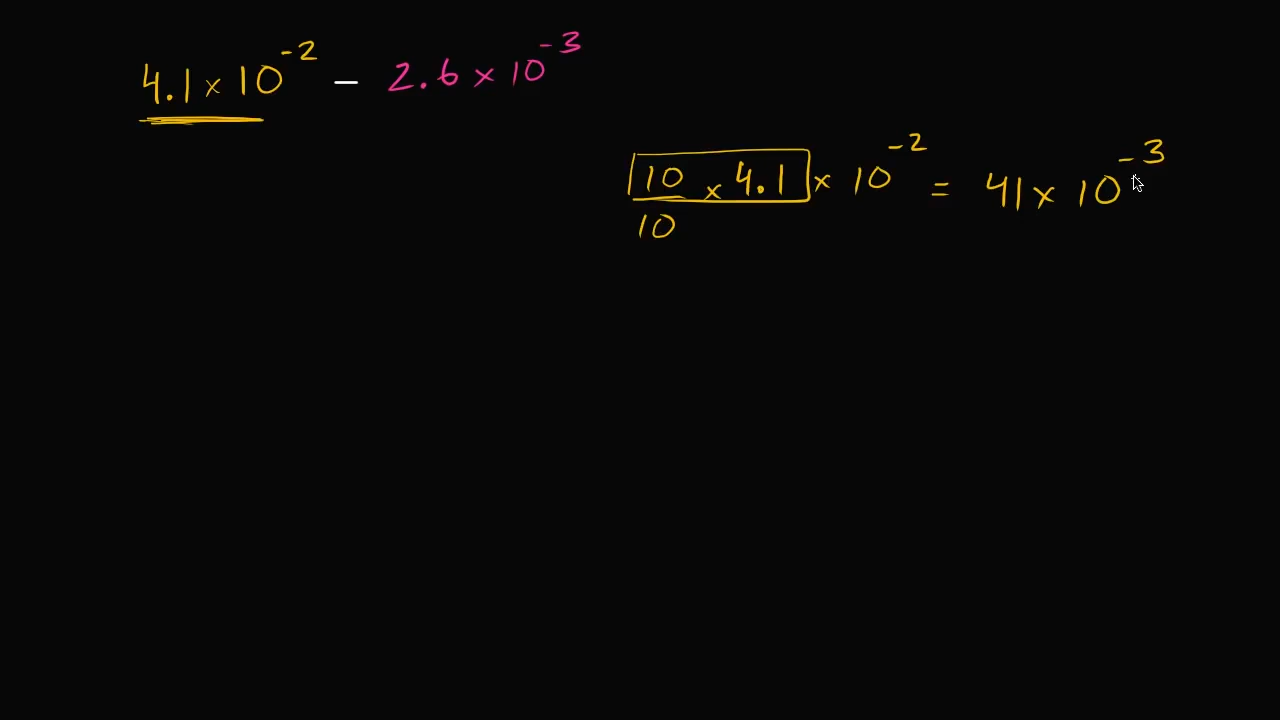 4.1 × 10⁻² − 2.6 × 10⁻³
10/10 × 4.1 × 10⁻² = 41 × 10⁻³